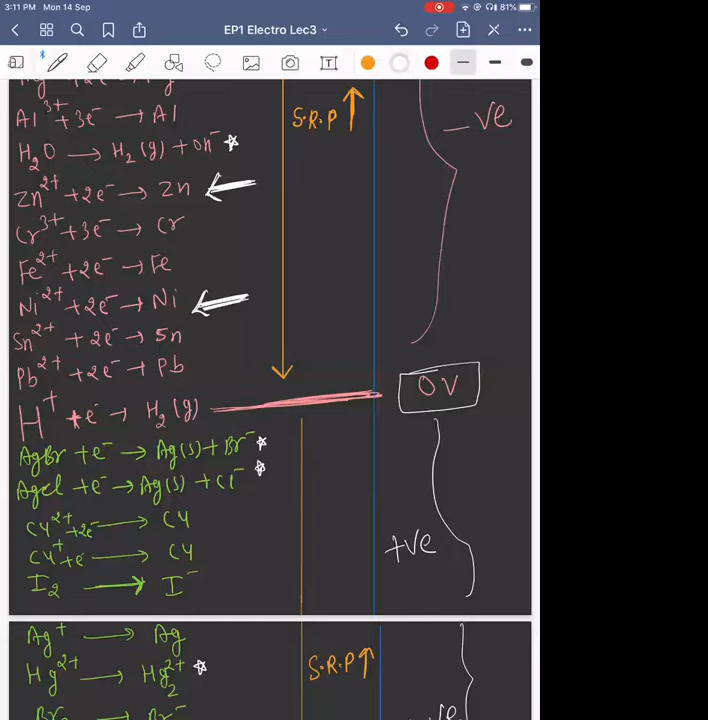 3:11 PM Mon 14 Sep
81%
EP1 Electro Lec3
Al³⁺ + 3e⁻ → Al
S.R.P ↑
-ve
H₂O → H₂(g) + OH⁻ ☆
Zn²⁺ + 2e⁻ → Zn
Cr³⁺ + 3e⁻ → Cr
Fe²⁺ + 2e⁻ → Fe
Ni²⁺ + 2e⁻ → Ni
Sn²⁺ + 2e⁻ → Sn
Pb²⁺ + 2e⁻ → Pb
H⁺ + e⁻ → H₂(g)
0 V
AgBr + e⁻ → Ag(s) + Br⁻ ☆
AgCl + e⁻ → Ag(s) + Cl⁻ ☆
Cu²⁺ + 2e⁻ → Cu
Cu⁺ + e⁻ → Cu
+ve
I₂ → I⁻
Ag⁺ → Ag
Hg²⁺ → Hg₂²⁺ ☆
S.R.P ↑